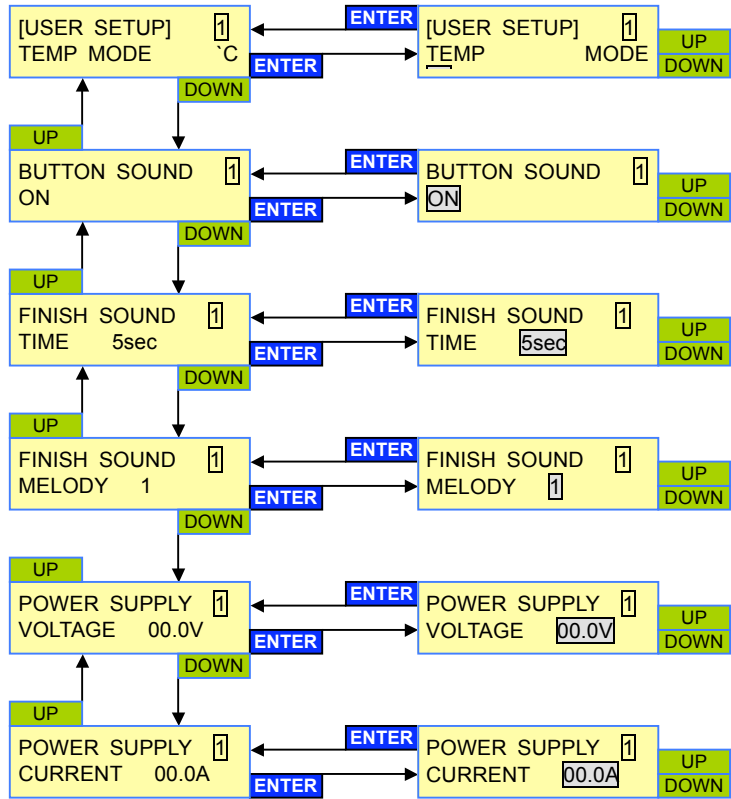 ENTER
[USER SETUP] 1
TEMP MODE `C
ENTER
[USER SETUP] 1
TEMP MODE
UP
DOWN
DOWN
UP
ENTER
BUTTON SOUND 1
ON
ENTER
BUTTON SOUND 1
ON
UP
DOWN
DOWN
UP
ENTER
FINISH SOUND 1
TIME 5sec
ENTER
FINISH SOUND 1
TIME 5sec
UP
DOWN
DOWN
UP
ENTER
FINISH SOUND 1
MELODY 1
ENTER
FINISH SOUND 1
MELODY 1
UP
DOWN
DOWN
UP
ENTER
POWER SUPPLY 1
VOLTAGE 00.0V
ENTER
POWER SUPPLY 1
VOLTAGE 00.0V
UP
DOWN
DOWN
UP
ENTER
POWER SUPPLY 1
CURRENT 00.0A
ENTER
POWER SUPPLY 1
CURRENT 00.0A
UP
DOWN